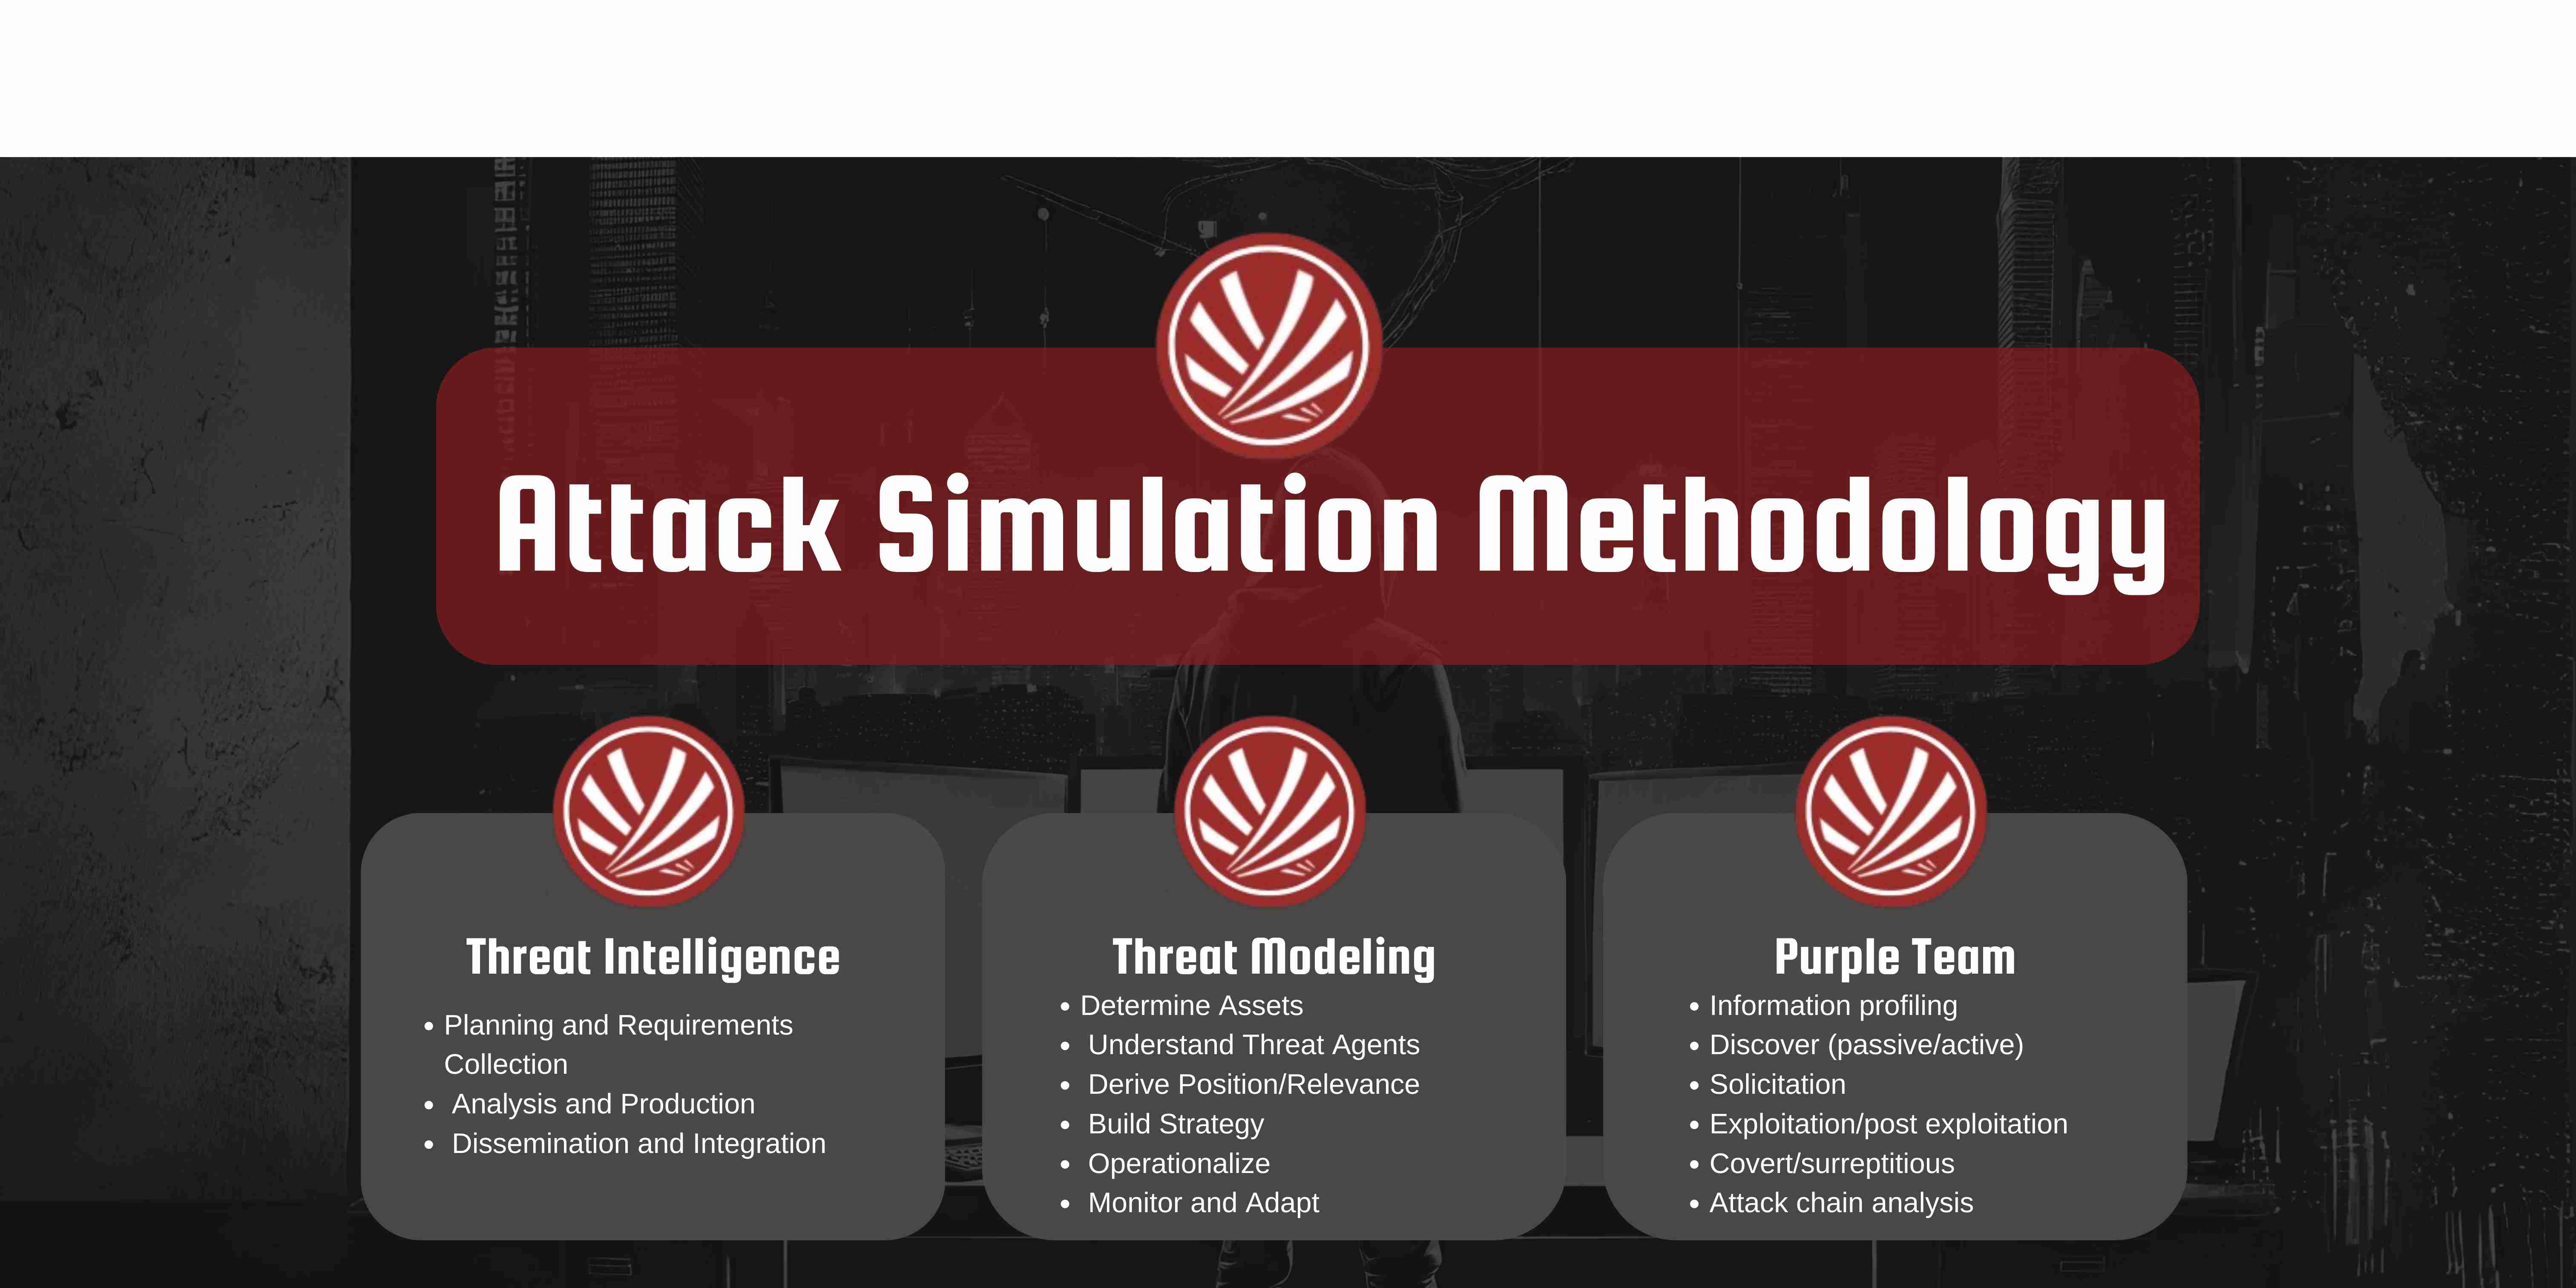 Attack Simulation Methodology
Threat Intelligence
• Planning and Requirements
Collection
• Analysis and Production
• Dissemination and Integration
Threat Modeling
• Determine Assets
• Understand Threat Agents
• Derive Position/Relevance
• Build Strategy
• Operationalize
• Monitor and Adapt
Purple Team
• Information profiling
• Discover (passive/active)
• Solicitation
• Exploitation/post exploitation
• Covert/surreptitious
• Attack chain analysis